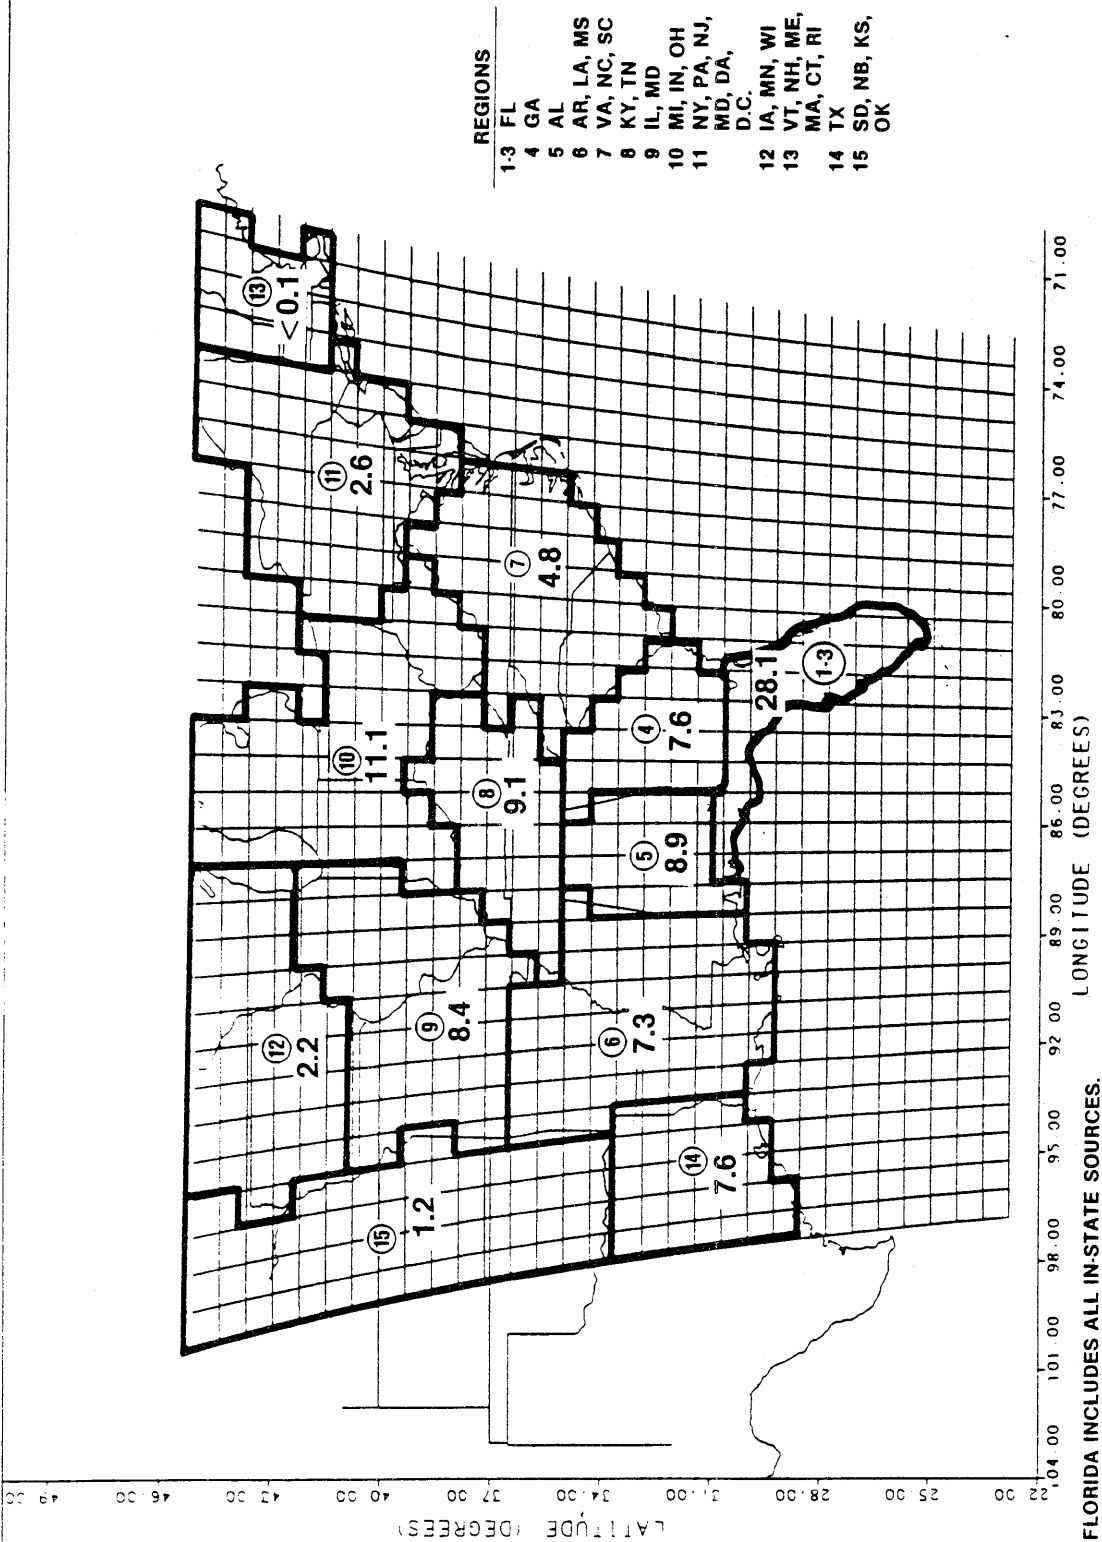 REGIONS
1-3 FL
4 GA
5 AL
6 AR, LA, MS
7 VA, NC, SC
8 KY, TN
9 IL, MD
10 MI, IN, OH
11 NY, PA, NJ,
MD, DA,
D.C.
12 IA, MN, WI
13 VT, NH, ME,
MA, CT, RI
14 TX
15 SD, NB, KS,
OK
13
<0.1
11
2.6
10
11.1
12
2.2
15
1.2
9
8.4
8
9.1
7
4.8
6
7.3
5
8.9
4
7.6
28.1
1-3
14
7.6
LATITUDE (DEGREES)
49.00
46.00
43.00
40.00
37.00
34.00
31.00
28.00
25.00
22.00
104.00
101.00
98.00
95.00
92.00
89.00
86.00
83.00
80.00
77.00
74.00
71.00
LONGITUDE (DEGREES)
FLORIDA INCLUDES ALL IN-STATE SOURCES.